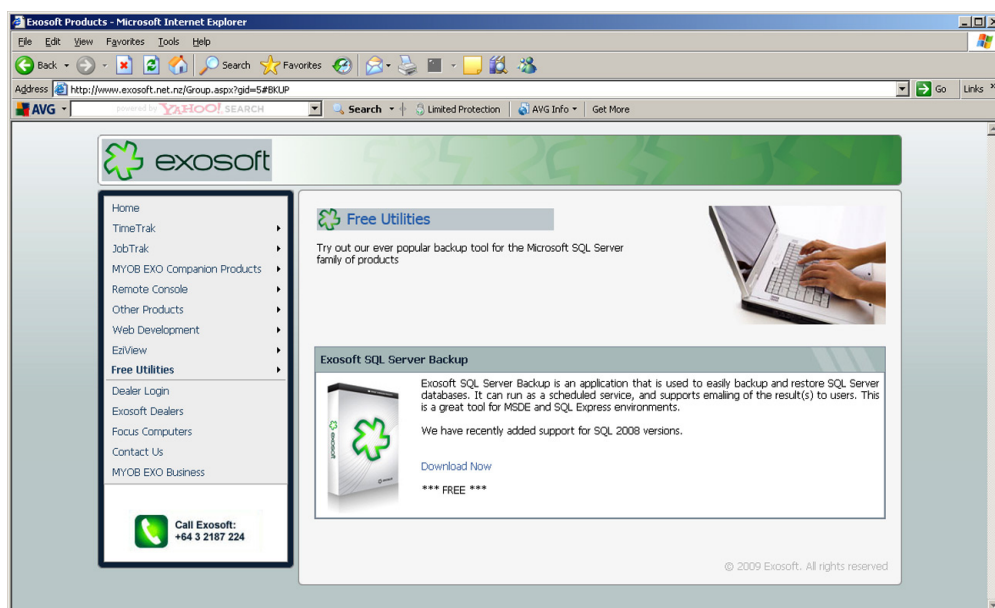 Exosoft Products - Microsoft Internet Explorer
File Edit View Favorites Tools Help
Back Search Favorites
Address http://www.exosoft.net.nz/Group.aspx?gid=5#BKUP Go Links
AVG powered by YAHOO! SEARCH Search Limited Protection AVG Info Get More
exosoft
Home
TimeTrak
JobTrak
MYOB EXO Companion Products
Remote Console
Other Products
Web Development
EziView
Free Utilities
Dealer Login
Exosoft Dealers
Focus Computers
Contact Us
MYOB EXO Business
Call Exosoft:
+64 3 2187 224
Free Utilities
Try out our ever popular backup tool for the Microsoft SQL Server
family of products
Exosoft SQL Server Backup
exosoft
Exosoft SQL Server Backup is an application that is used to easily backup and restore SQL Server
databases. It can run as a scheduled service, and supports emailing of the result(s) to users. This
is a great tool for MSDE and SQL Express environments.
We have recently added support for SQL 2008 versions.
Download Now
*** FREE ***
© 2009 Exosoft. All rights reserved